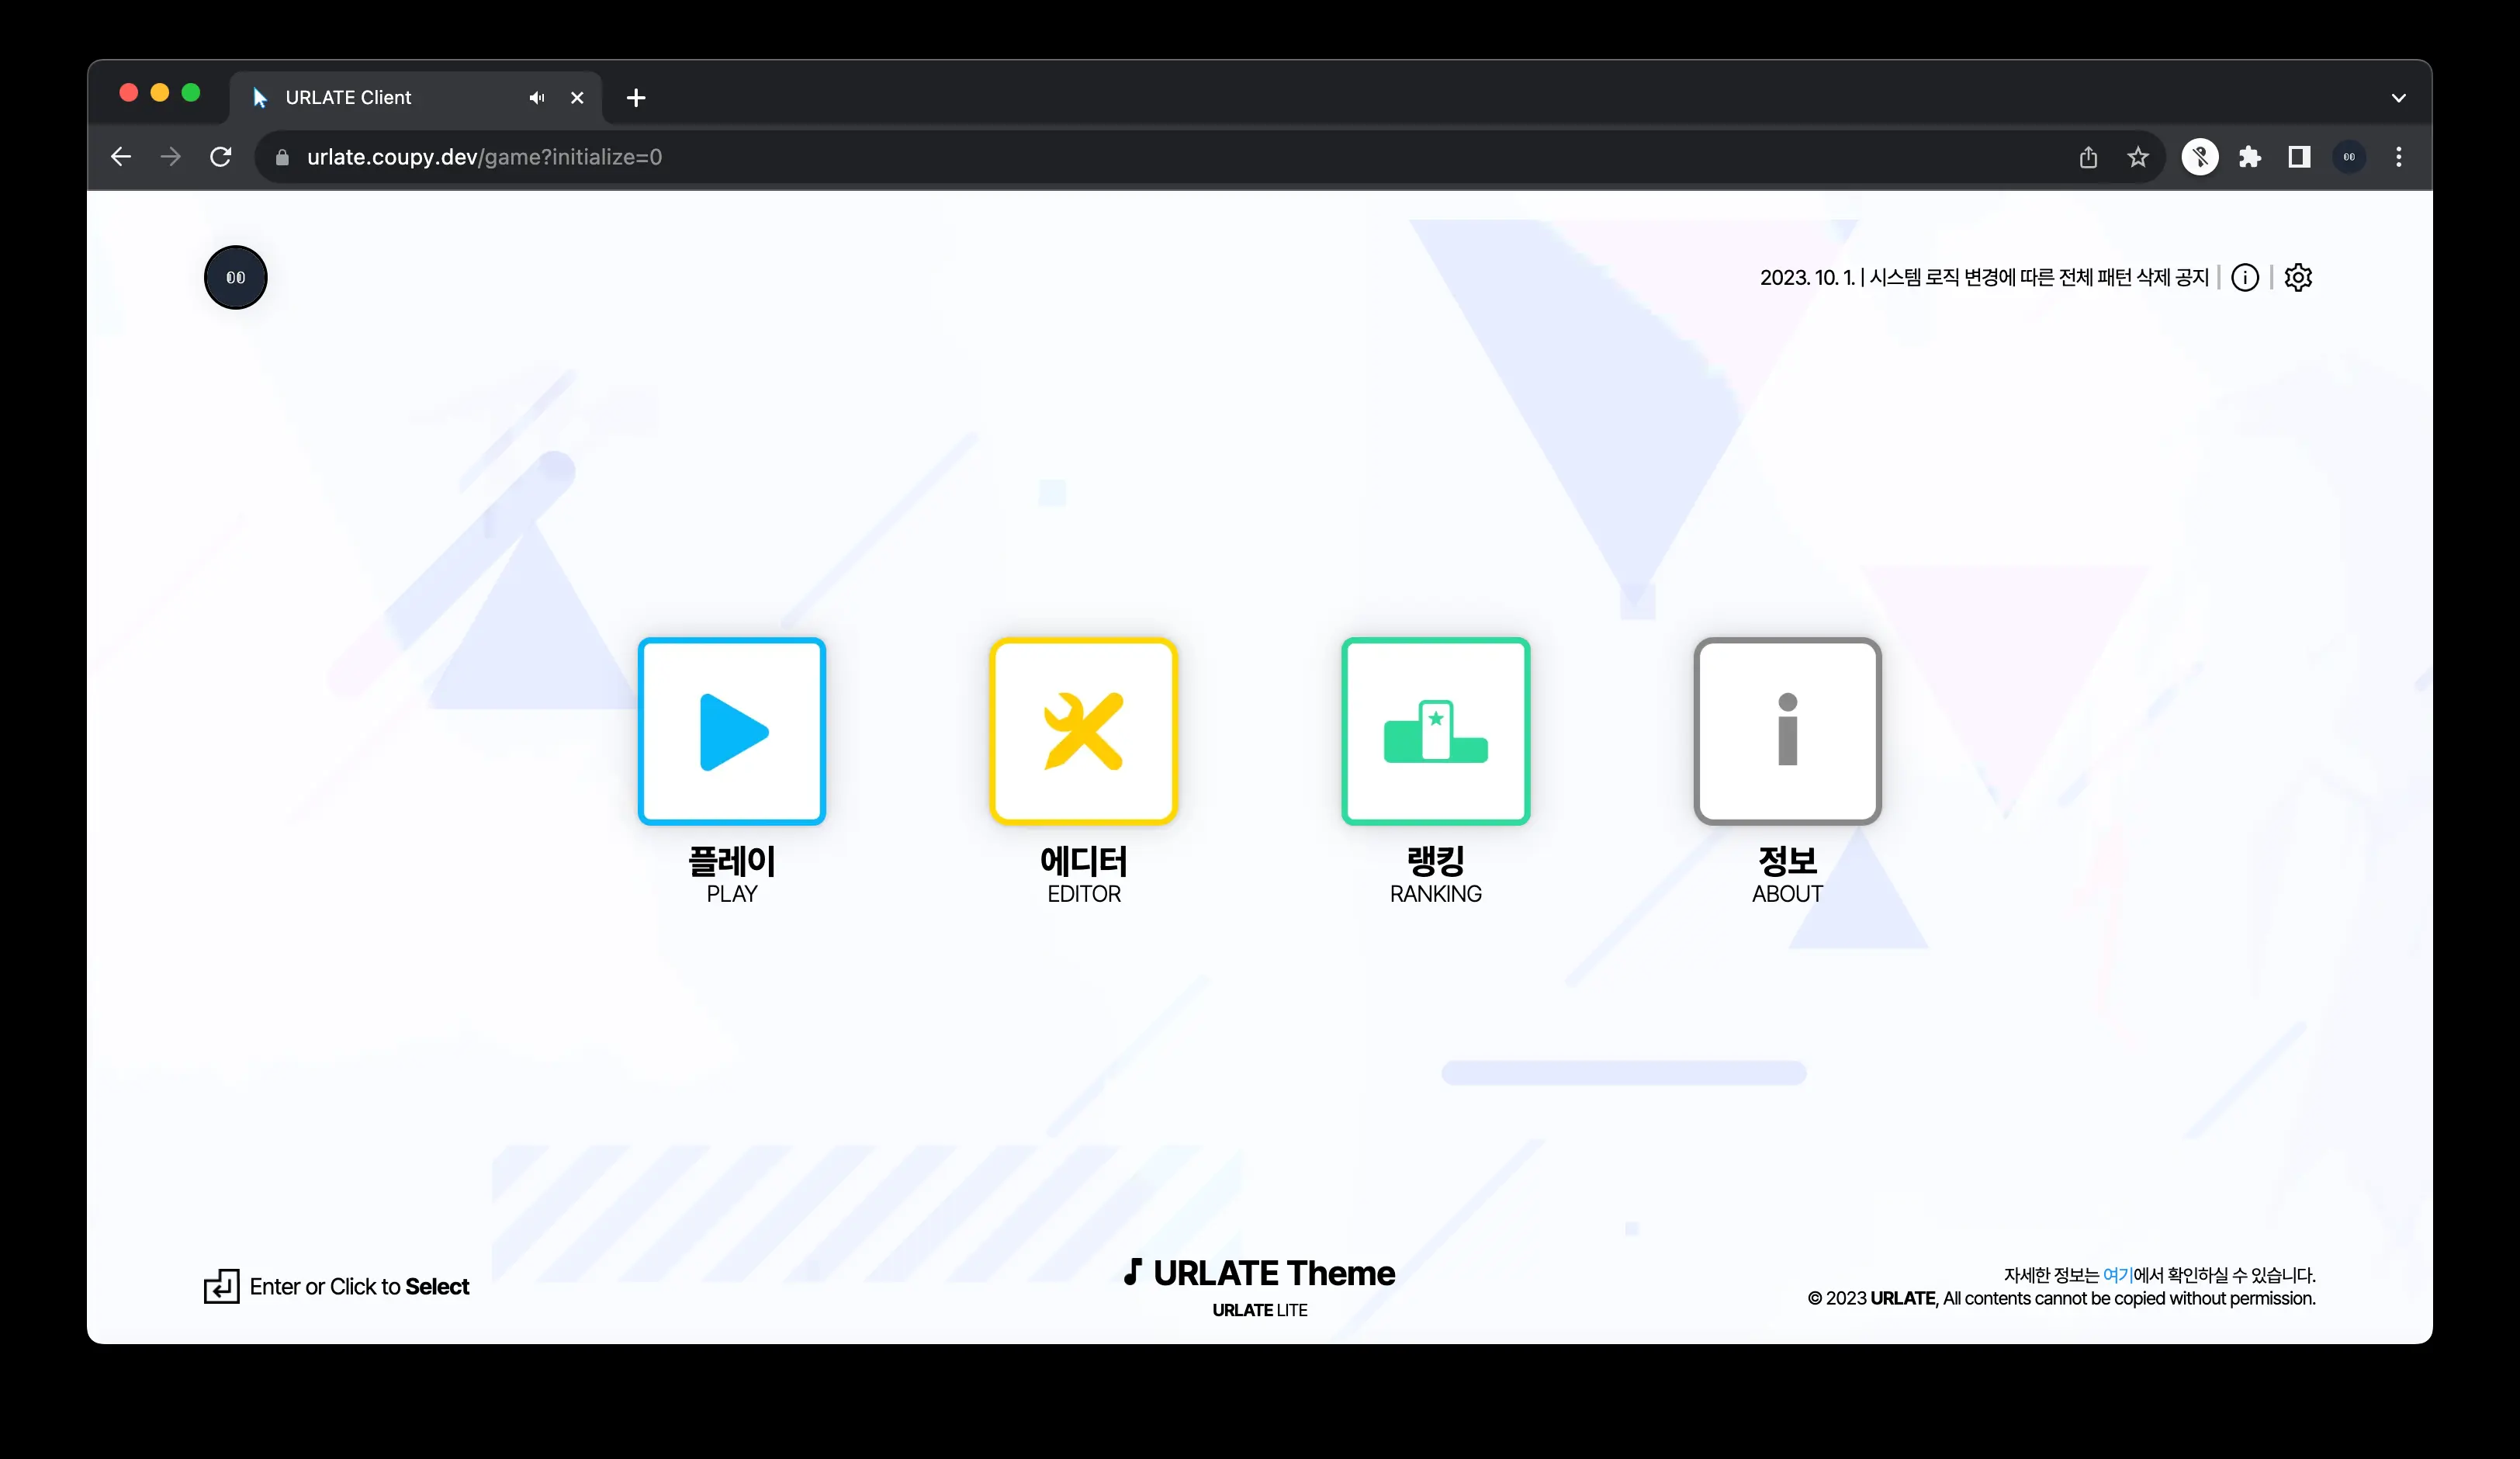 URLATE Client
urlate.coupy.dev/game?initialize=0
00
00
2023. 10. 1. | 시스템 로직 변경에 따른 전체 패턴 삭제 공지
플레이
PLAY
에디터
EDITOR
랭킹
RANKING
정보
ABOUT
Enter or Click to Select
URLATE Theme
URLATE LITE
자세한 정보는 여기에서 확인하실 수 있습니다.
© 2023 URLATE, All contents cannot be copied without permission.